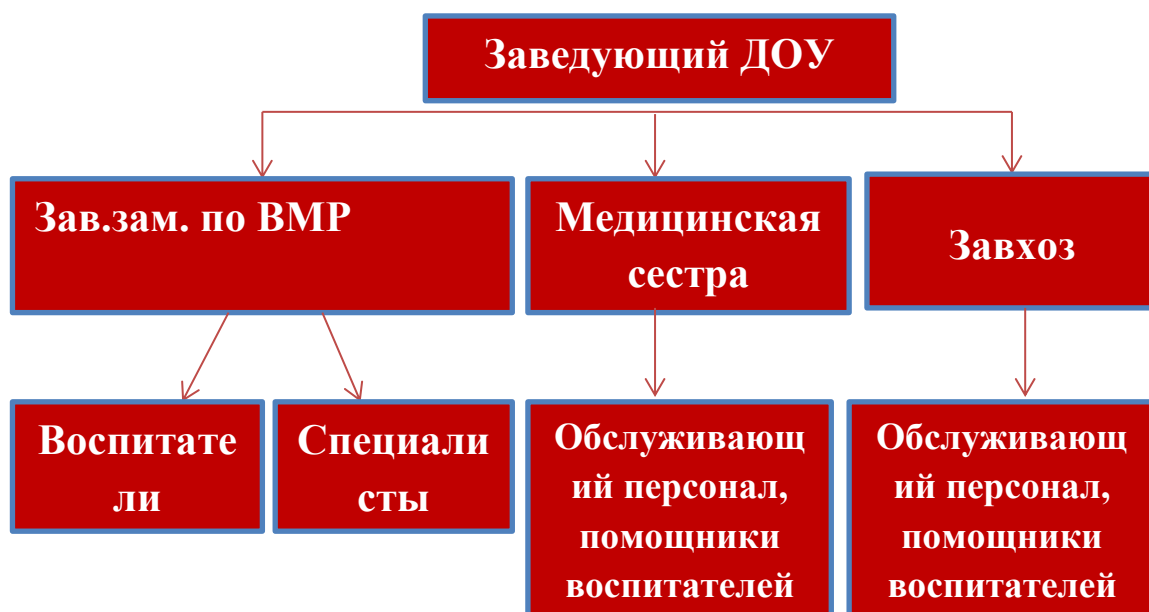 Заведующий ДОУ
Зав.зам. по ВМР
Медицинская
сестра
Завхоз
Воспитате
ли
Специали
сты
Обслуживающ
ий персонал,
помощники
воспитателей
Обслуживающ
ий персонал,
помощники
воспитателей